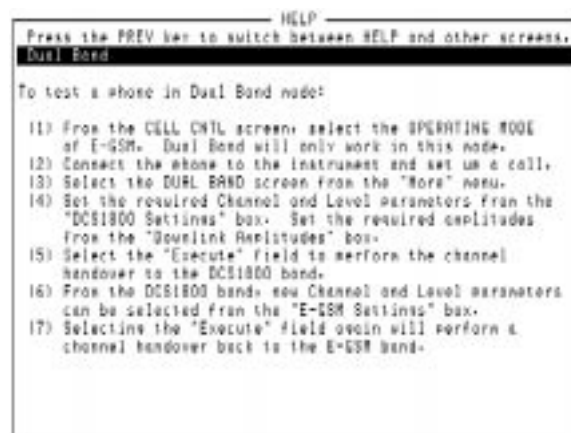 HELP
Press the PREV key to switch between HELP and other screens.
Dual Band
To test a phone in Dual Band mode:
(1) From the CELL CNTL screen, select the OPERATING MODE
of E-GSM. Dual Band will only work in this mode.
(2) Connect the phone to the instrument and set up a call.
(3) Select the DUAL BAND screen from the "More" menu.
(4) Set the required Channel and Level parameters from the
"DCS1800 Settings" box. Set the required amplitudes
from the "Downlink Amplitudes" box.
(5) Select the "Execute" field to perform the channel
handover to the DCS1800 band.
(6) From the DCS1800 band, new Channel and Level parameters
can be selected from the "E-GSM Settings" box.
(7) Selecting the "Execute" field again will perform a
channel handover back to the E-GSM band.